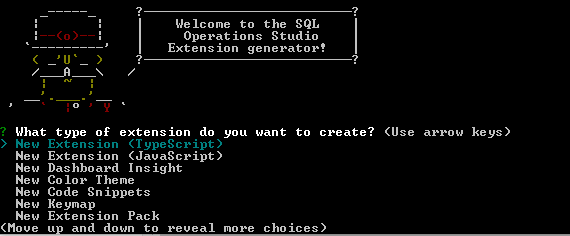 Welcome to the SQL
Operations Studio
Extension generator!
? What type of extension do you want to create? (Use arrow keys)
> New Extension (TypeScript)
New Extension (JavaScript)
New Dashboard Insight
New Color Theme
New Code Snippets
New Keymap
New Extension Pack
(Move up and down to reveal more choices)